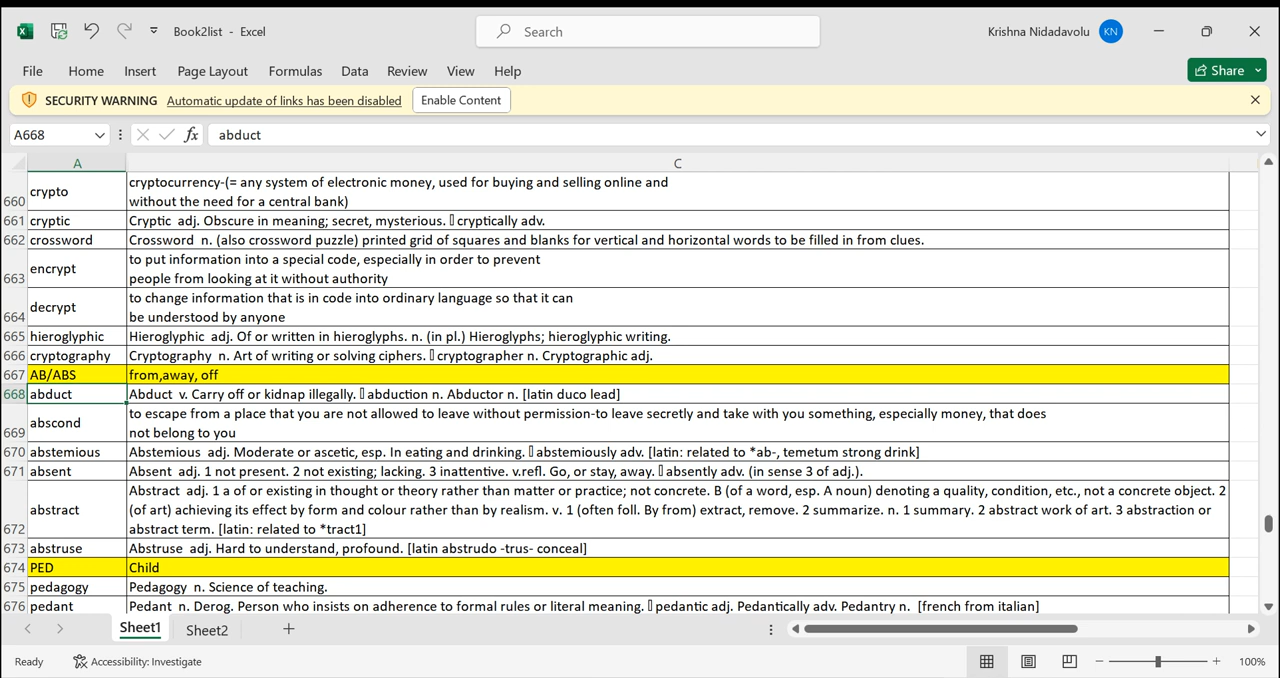 Book2list - Excel
Search
Krishna Nidadavolu KN
File Home Insert Page Layout Formulas Data Review View Help
Share
SECURITY WARNING Automatic update of links has been disabled Enable Content
A668 fx abduct
A C
660 crypto cryptocurrency-(= any system of electronic money, used for buying and selling online and
without the need for a central bank)
661 cryptic Cryptic adj. Obscure in meaning; secret, mysterious. cryptically adv.
662 crossword Crossword n. (also crossword puzzle) printed grid of squares and blanks for vertical and horizontal words to be filled in from clues.
663 encrypt to put information into a special code, especially in order to prevent
people from looking at it without authority
664 decrypt to change information that is in code into ordinary language so that it can
be understood by anyone
665 hieroglyphic Hieroglyphic adj. Of or written in hieroglyphs. n. (in pl.) Hieroglyphs; hieroglyphic writing.
666 cryptography Cryptography n. Art of writing or solving ciphers. cryptographer n. Cryptographic adj.
667 AB/ABS from,away, off
668 abduct Abduct v. Carry off or kidnap illegally. abduction n. Abductor n. [latin duco lead]
669 abscond to escape from a place that you are not allowed to leave without permission-to leave secretly and take with you something, especially money, that does
not belong to you
670 abstemious Abstemious adj. Moderate or ascetic, esp. In eating and drinking. abstemiously adv. [latin: related to *ab-, temetum strong drink]
671 absent Absent adj. 1 not present. 2 not existing; lacking. 3 inattentive. v.refl. Go, or stay, away. absently adv. (in sense 3 of adj.).
672 abstract Abstract adj. 1 a of or existing in thought or theory rather than matter or practice; not concrete. B (of a word, esp. A noun) denoting a quality, condition, etc., not a concrete object. 2
(of art) achieving its effect by form and colour rather than by realism. v. 1 (often foll. By from) extract, remove. 2 summarize. n. 1 summary. 2 abstract work of art. 3 abstraction or
abstract term. [latin: related to *tract1]
673 abstruse Abstruse adj. Hard to understand, profound. [latin abstrudo -trus- conceal]
674 PED Child
675 pedagogy Pedagogy n. Science of teaching.
676 pedant Pedant n. Derog. Person who insists on adherence to formal rules or literal meaning. pedantic adj. Pedantically adv. Pedantry n. [french from italian]
Sheet1 Sheet2
Ready Accessibility: Investigate 100%